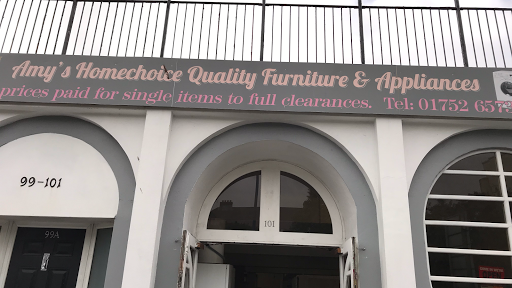 Amy's Homechoice Quality Furniture & Appliances
prices paid for single items to full clearances. Tel: 01752 657
99-101
99A
101